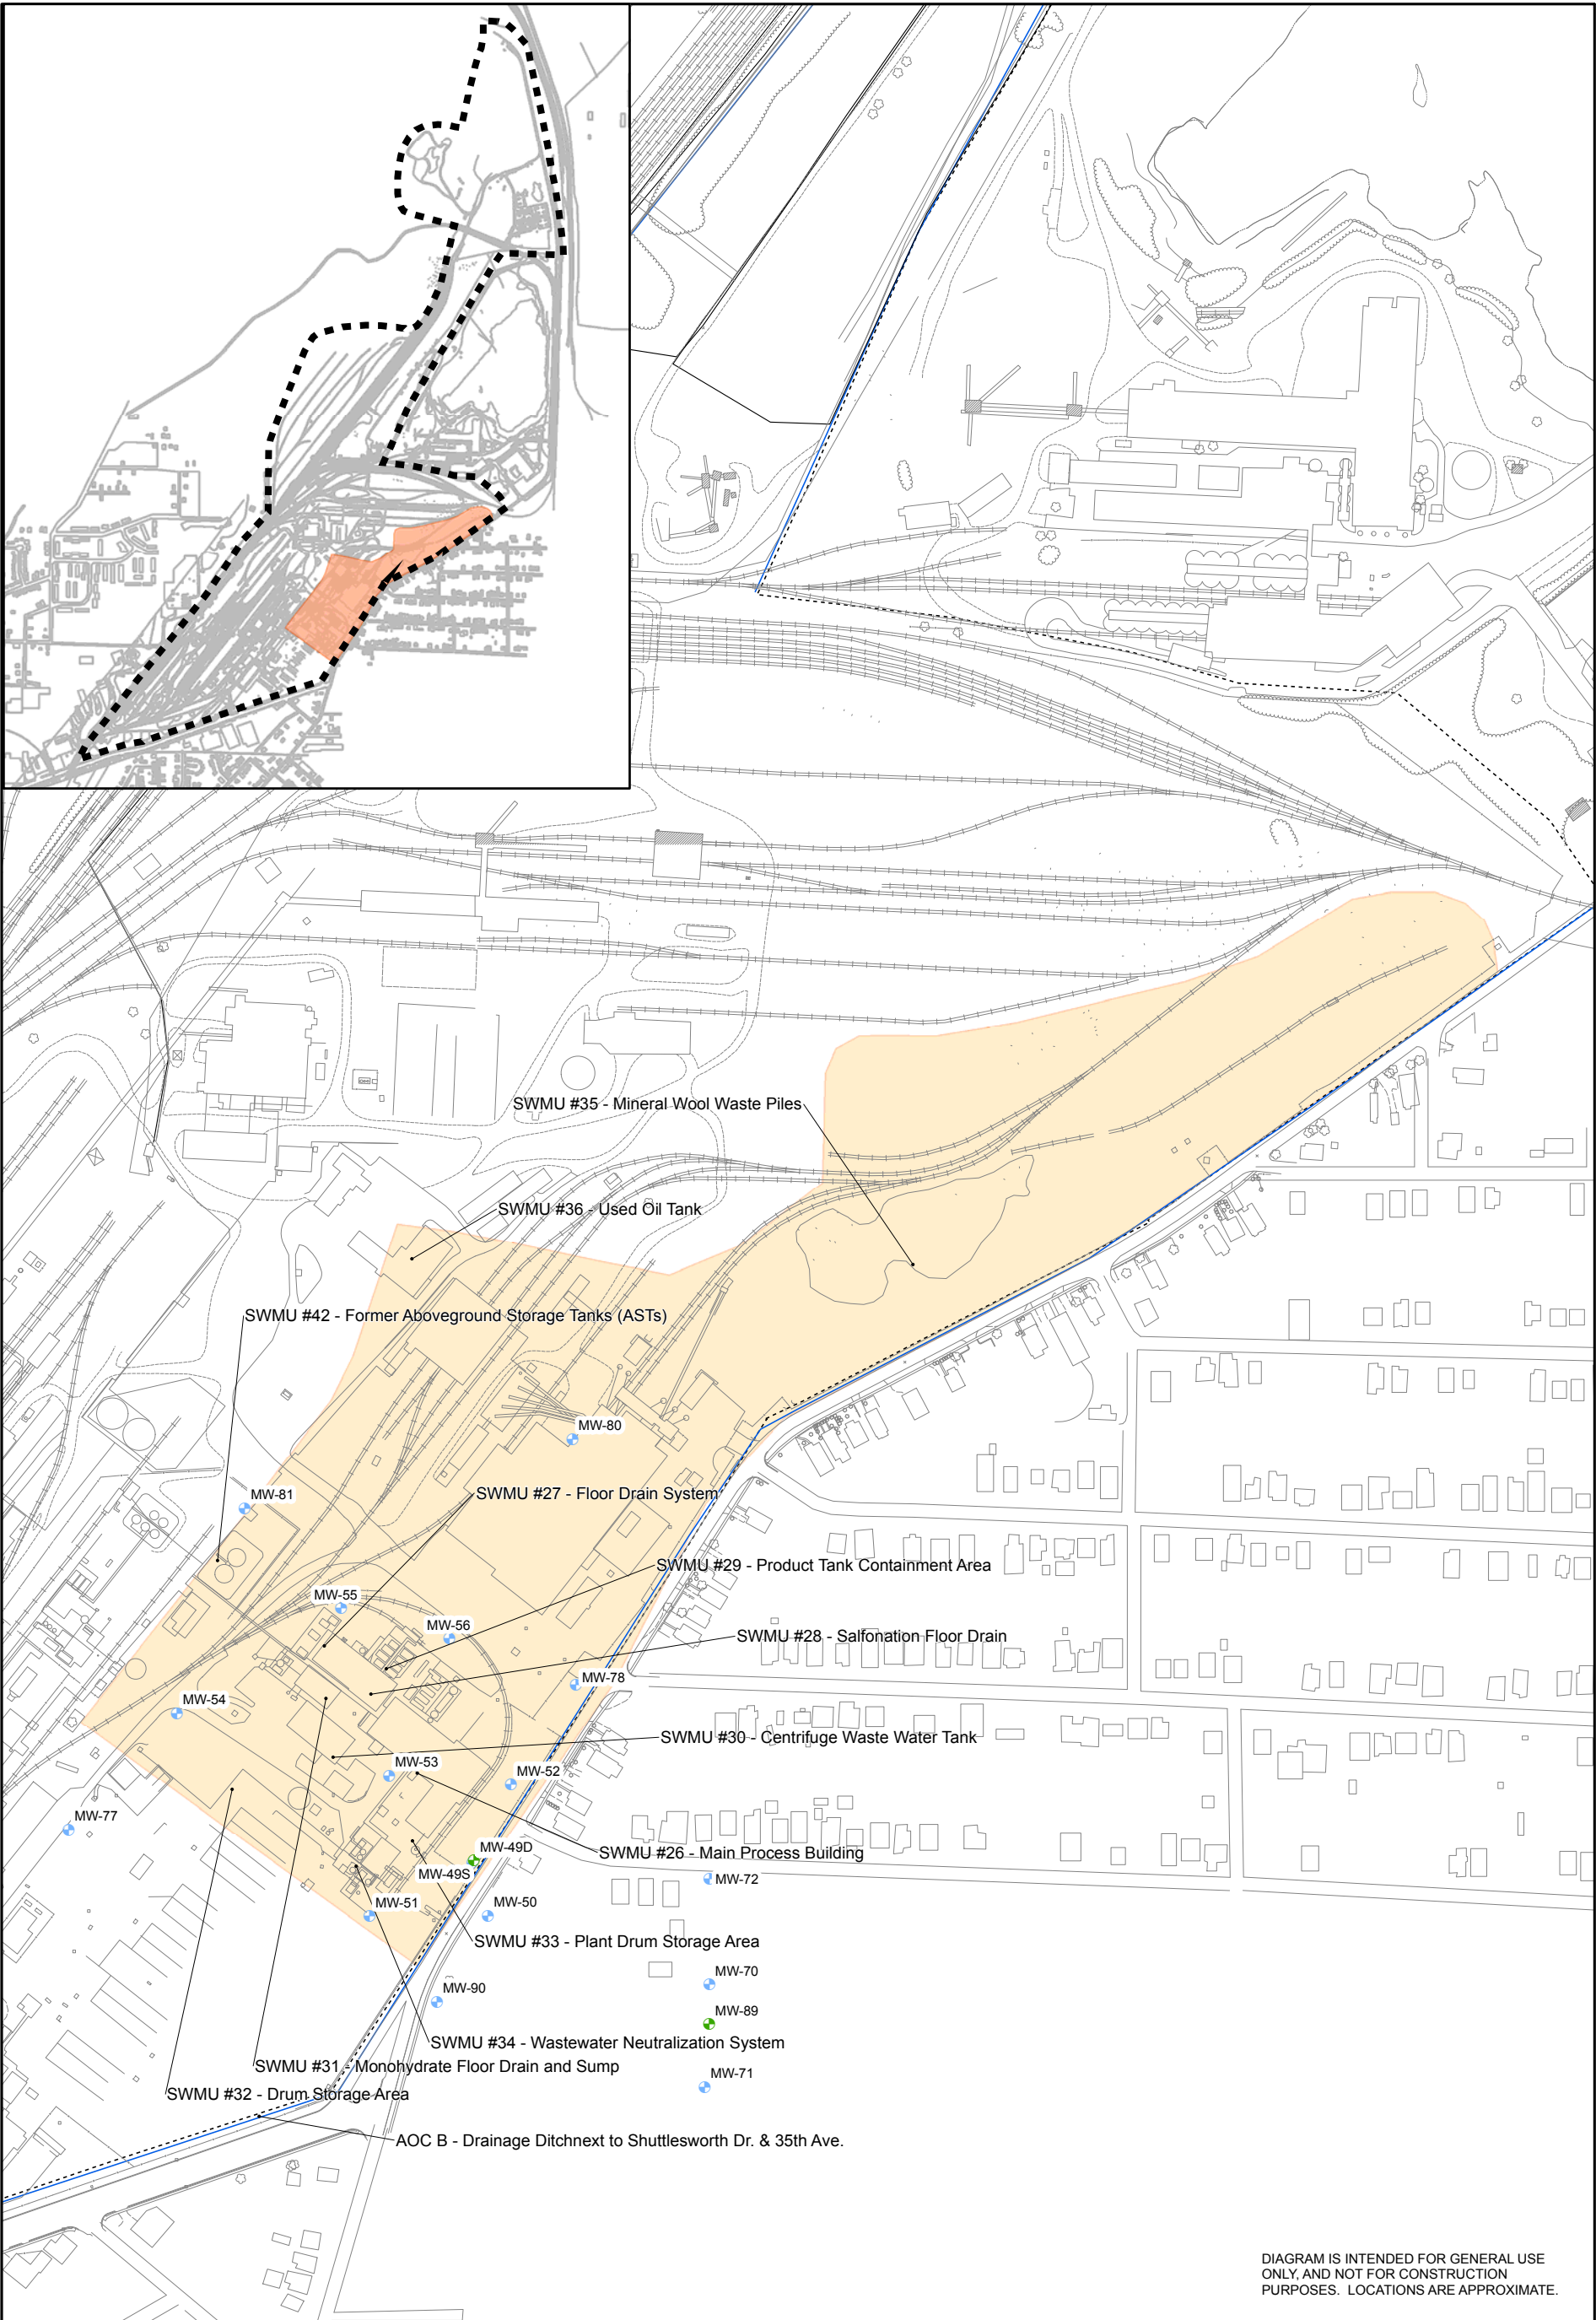 SWMU #35 - Mineral Wool Waste Piles
SWMU #36 - Used Oil Tank
SWMU #42 - Former Aboveground Storage Tanks (ASTs)
MW-80
SWMU #27 - Floor Drain System
MW-81
SWMU #29 - Product Tank Containment Area
MW-55
MW-56
SWMU #28 - Salfonation Floor Drain
MW-78
MW-54
SWMU #30 - Centrifuge Waste Water Tank
MW-53
MW-52
MW-77
MW-49D
SWMU #26 - Main Process Building
MW-49S
MW-72
MW-51
MW-50
SWMU #33 - Plant Drum Storage Area
MW-70
MW-90
MW-89
SWMU #34 - Wastewater Neutralization System
SWMU #31 - Monohydrate Floor Drain and Sump
MW-71
SWMU #32 - Drum Storage Area
AOC B - Drainage Ditchnext to Shuttlesworth Dr. & 35th Ave.
DIAGRAM IS INTENDED FOR GENERAL USE
ONLY, AND NOT FOR CONSTRUCTION
PURPOSES.  LOCATIONS ARE APPROXIMATE.